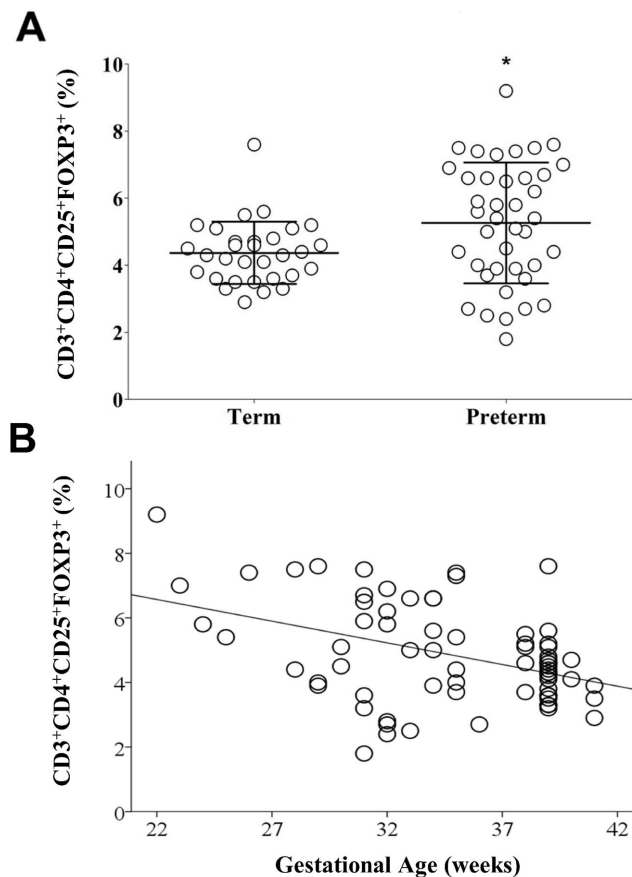 A
CD3⁺CD4⁺CD25⁺FOXP3⁺ (%)
10
8
6
4
2
0
*
Term Preterm
B
CD3⁺CD4⁺CD25⁺FOXP3⁺ (%)
10
8
6
4
2
0
22 27 32 37 42
Gestational Age (weeks)